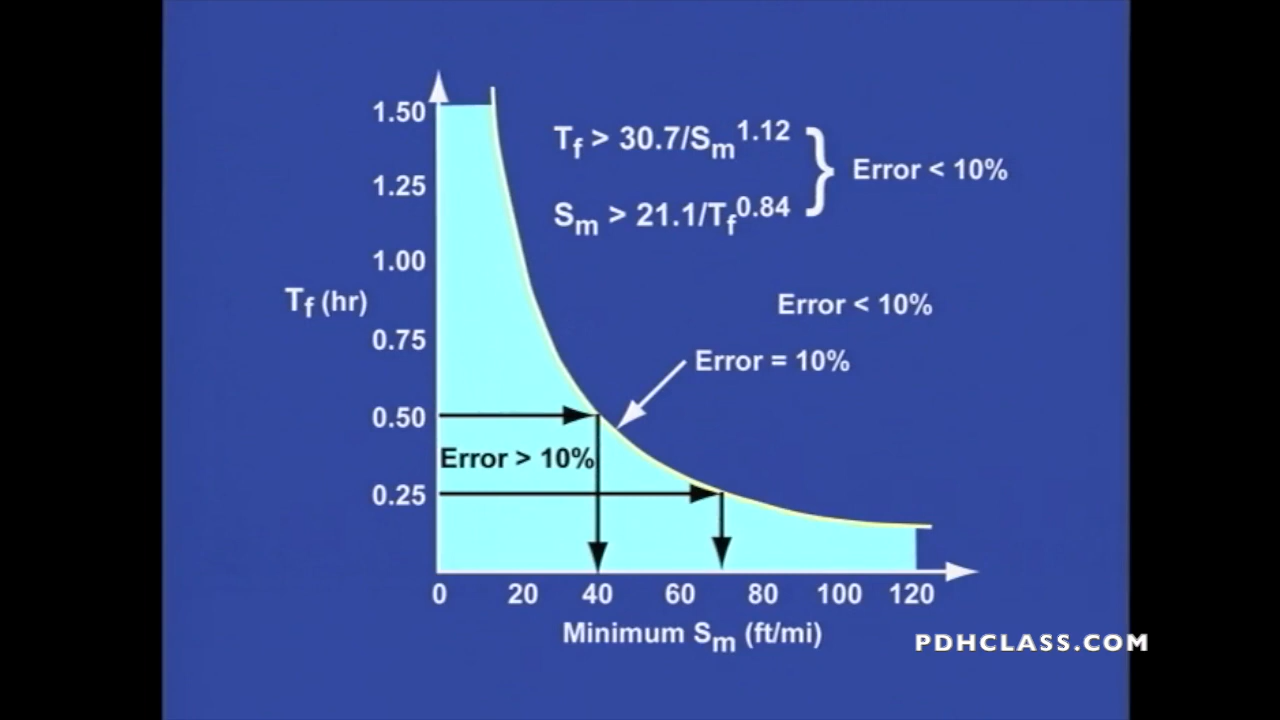 1.50
1.25
1.00
0.75
0.50
0.25
Tf (hr)
Tf > 30.7/Sm1.12
Sm > 21.1/Tf0.84
} Error < 10%
Error < 10%
Error = 10%
Error > 10%
0 20 40 60 80 100 120
Minimum Sm (ft/mi)
PDHCLASS.COM